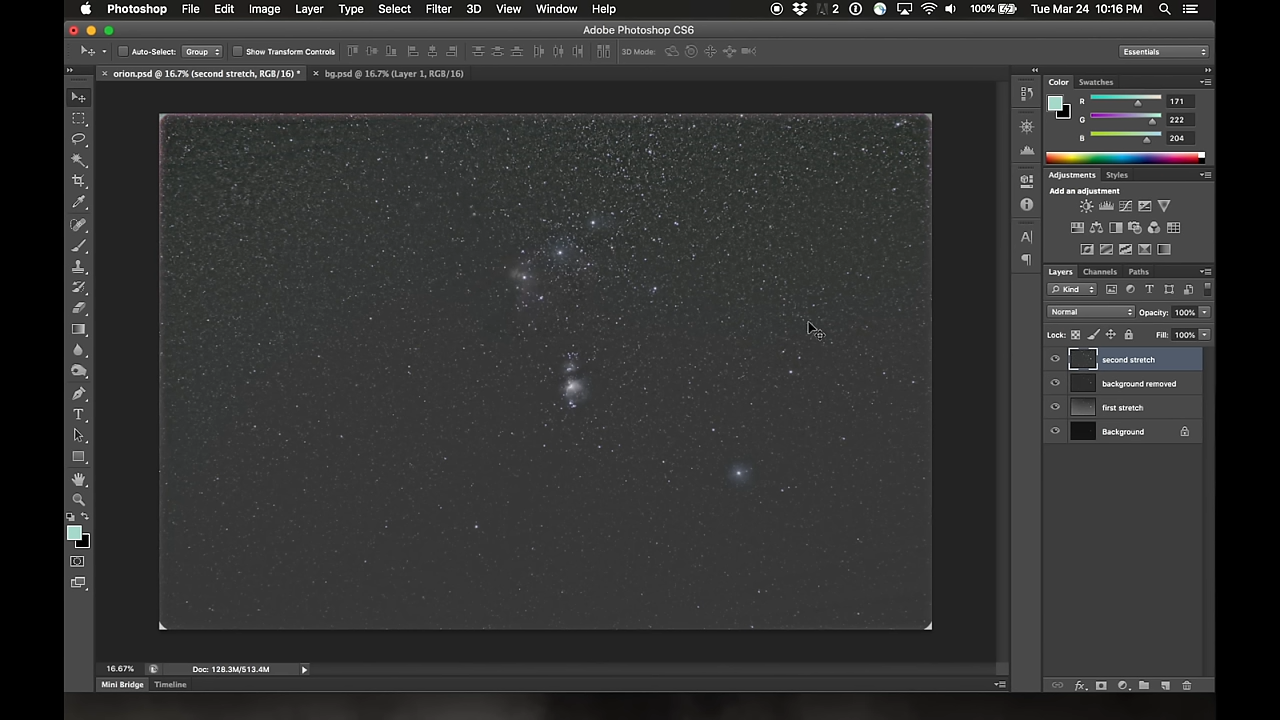 Photoshop File Edit Image Layer Type Select Filter 3D View Window Help 2 100% Tue Mar 24 10:16 PM
Adobe Photoshop CS6
Auto-Select: Group Show Transform Controls 3D Mode: Essentials
orion.psd @ 16.7% (second stretch, RGB/16) * bg.psd @ 16.7% (Layer 1, RGB/16)
Color Swatches
R 171
G 222
B 204
Adjustments Styles
Add an adjustment
Layers Channels Paths
Kind
Normal Opacity: 100%
Lock: Fill: 100%
second stretch
background removed
first stretch
Background
16.67% Doc: 128.3M/513.4M
Mini Bridge Timeline